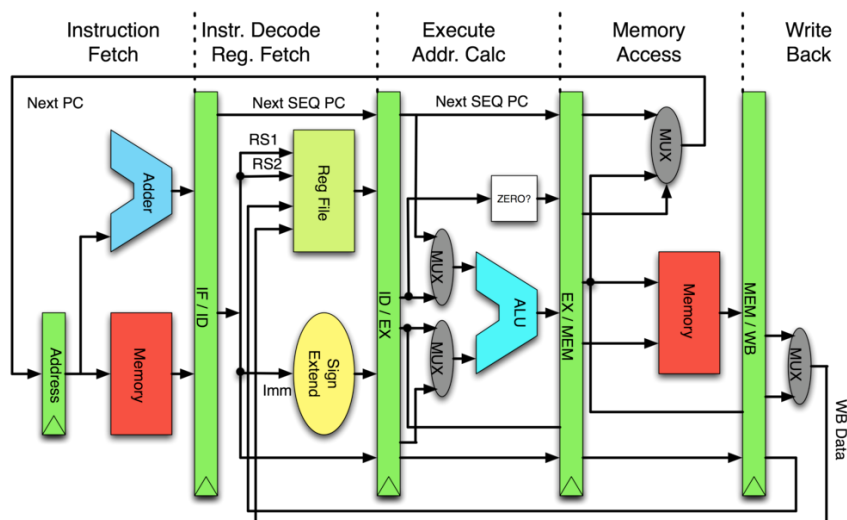 Instruction
Fetch
Instr. Decode
Reg. Fetch
Execute
Addr. Calc
Memory
Access
Write
Back
Next PC
Next SEQ PC
Next SEQ PC
RS1
RS2
Reg File
MUX
Adder
ZERO?
MUX
ALU
IF / ID
ID / EX
EX / MEM
MEM / WB
Address
Memory
Sign
Extend
Imm
MUX
Memory
MUX
WB Data